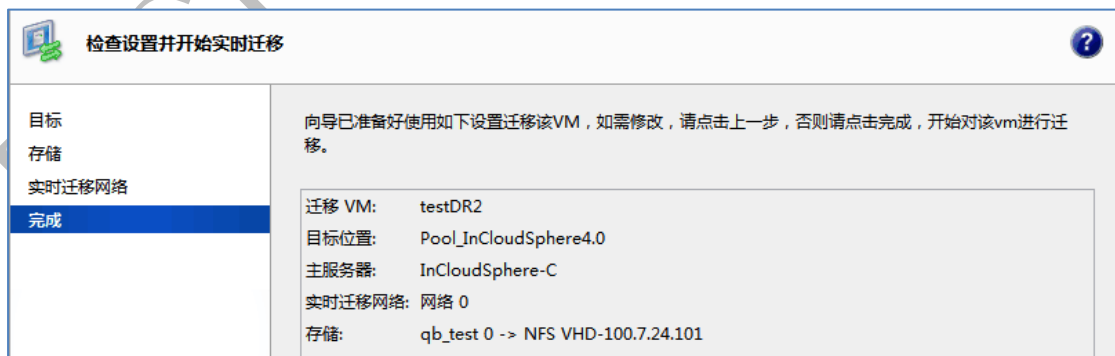 检查设置并开始实时迁移
目标
存储
实时迁移网络
完成
向导已准备好使用如下设置迁移该VM，如需修改，请点击上一步，否则请点击完成，开始对该vm进行迁
移。
迁移 VM: testDR2
目标位置: Pool_InCloudSphere4.0
主服务器: InCloudSphere-C
实时迁移网络: 网络 0
存储: qb_test 0 -> NFS VHD-100.7.24.101